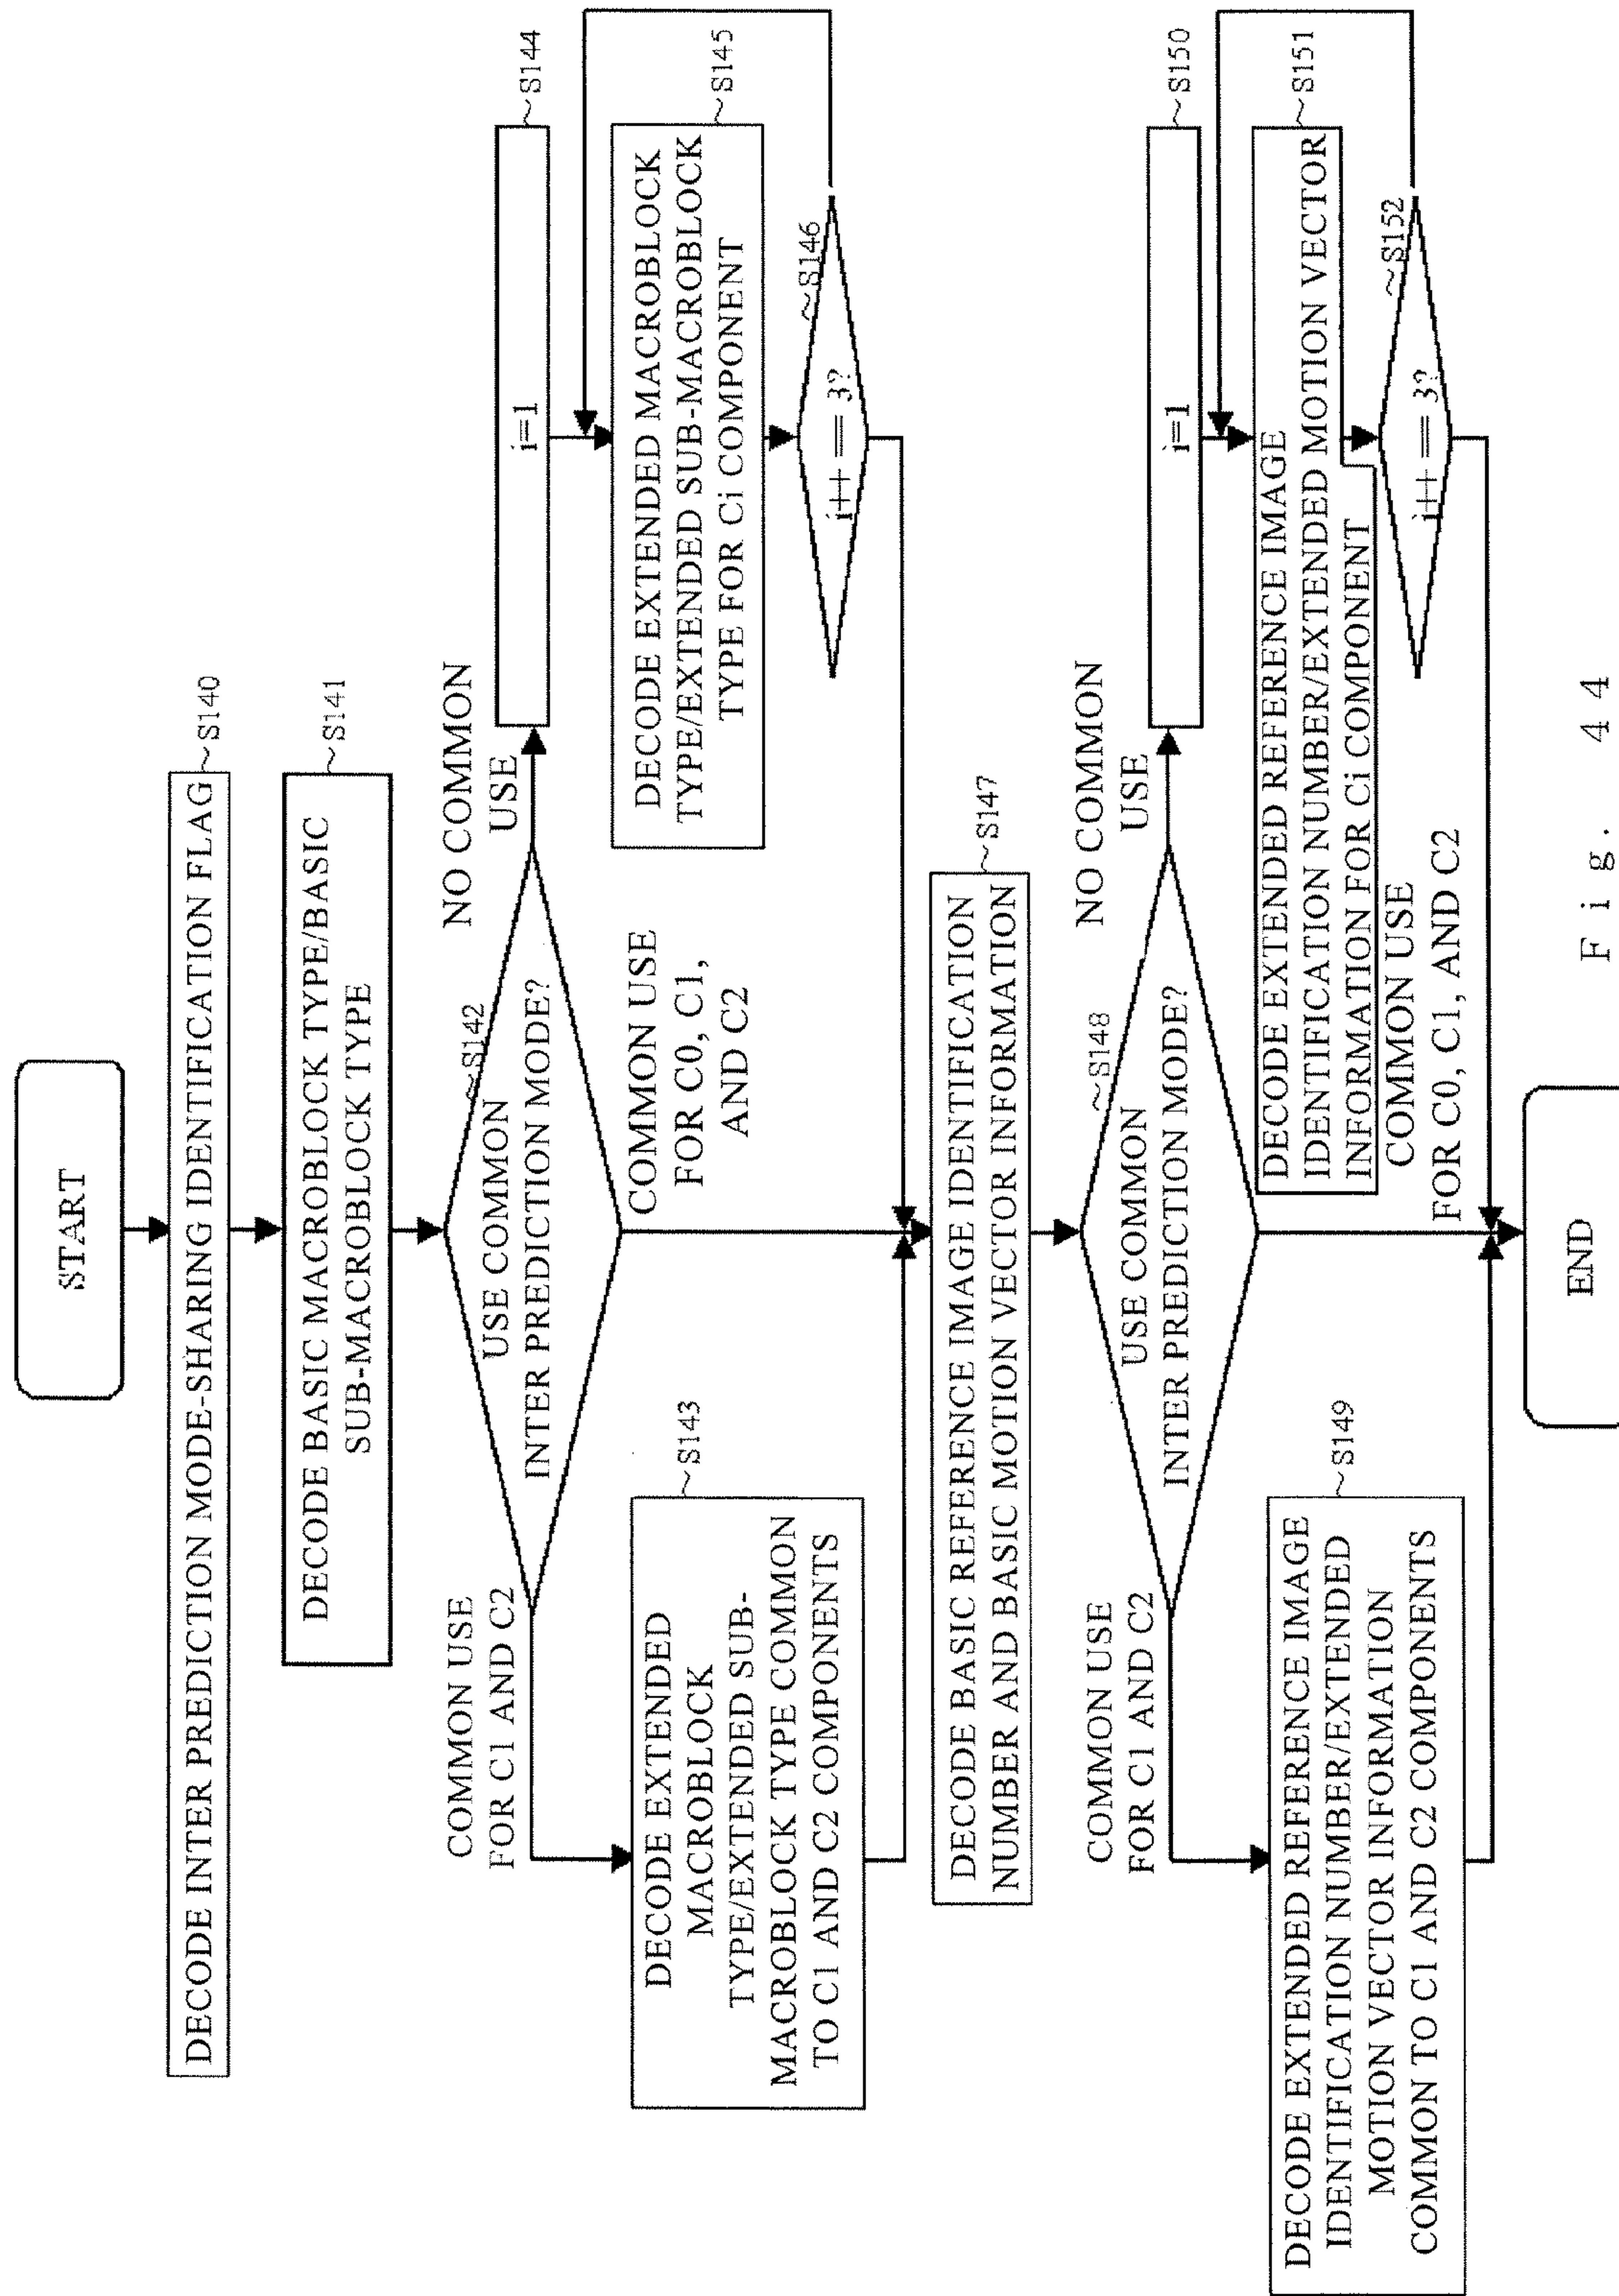 START
DECODE INTER PREDICTION MODE-SHARING IDENTIFICATION FLAG
~S140
DECODE BASIC MACROBLOCK TYPE/BASIC
SUB-MACROBLOCK TYPE
~S141
~S142
USE COMMON
INTER PREDICTION MODE?
COMMON USE
FOR C1 AND C2
NO COMMON
USE
COMMON USE
FOR C0, C1,
AND C2
~S143
DECODE EXTENDED
MACROBLOCK
TYPE/EXTENDED SUB-
MACROBLOCK TYPE COMMON
TO C1 AND C2 COMPONENTS
~S144
i=1
~S145
DECODE EXTENDED MACROBLOCK
TYPE/EXTENDED SUB-MACROBLOCK
TYPE FOR Ci COMPONENT
~S146
i++ == 3?
~S147
DECODE BASIC REFERENCE IMAGE IDENTIFICATION
NUMBER AND BASIC MOTION VECTOR INFORMATION
~S148
USE COMMON
INTER PREDICTION MODE?
COMMON USE
FOR C1 AND C2
NO COMMON
USE
~S149
DECODE EXTENDED REFERENCE IMAGE
IDENTIFICATION NUMBER/EXTENDED
MOTION VECTOR INFORMATION
COMMON TO C1 AND C2 COMPONENTS
~S150
i=1
~S151
DECODE EXTENDED REFERENCE IMAGE
IDENTIFICATION NUMBER/EXTENDED MOTION VECTOR
INFORMATION FOR Ci COMPONENT
~S152
i++ == 3?
COMMON USE
FOR C0, C1, AND C2
END
Fig. 44